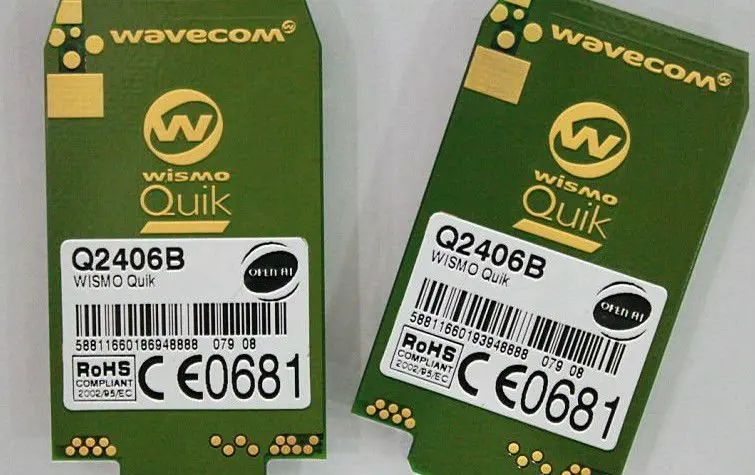 wavecom
W
wismo
Quik
Q2406B
WISMO Quik
OPEN AT
58811660186948888 079 08
RoHS
COMPLIANT
2002/95/EC
CE0681
wavecom
W
wismo
Quik
Q2406B
WISMO Quik
OPEN AT
58811660193948888 079 08
RoHS
COMPLIANT
2002/95/EC
CE0681